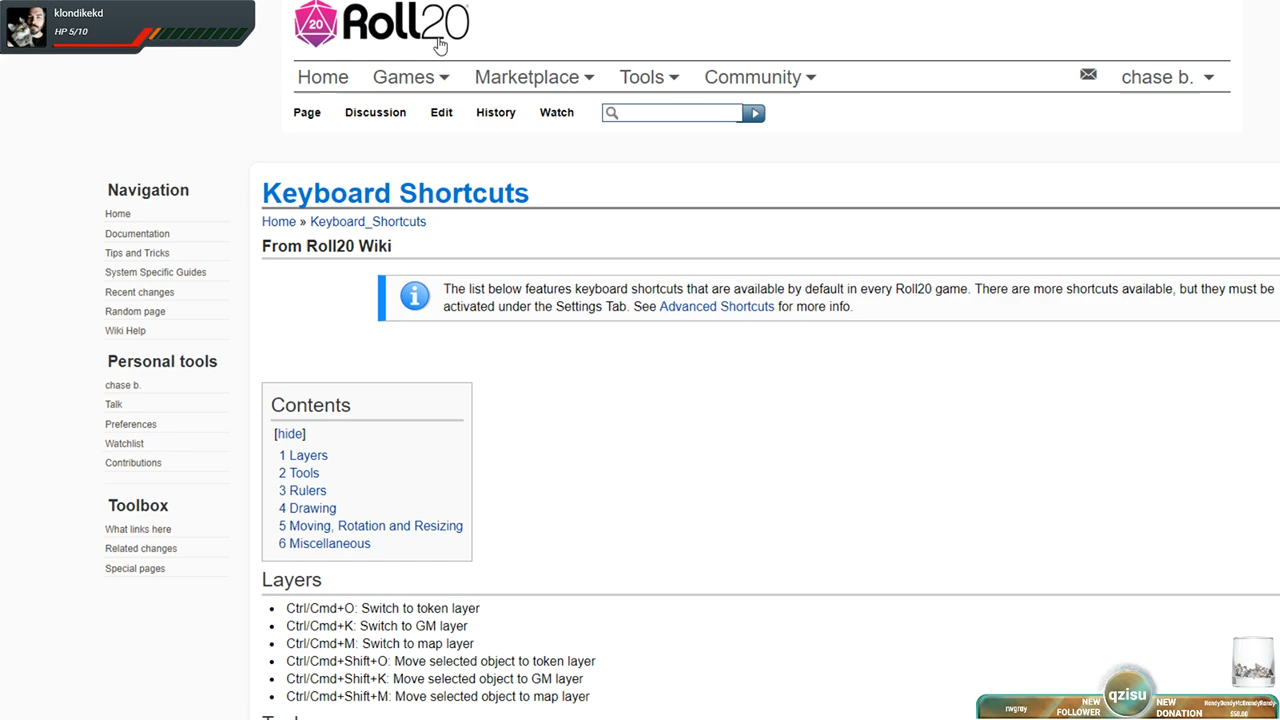 klondikekd
HP 5/10
20 Roll20
Home Games Marketplace Tools Community chase b.
Page Discussion Edit History Watch
Navigation
Home
Documentation
Tips and Tricks
System Specific Guides
Recent changes
Random page
Wiki Help
Personal tools
chase b.
Talk
Preferences
Watchlist
Contributions
Toolbox
What links here
Related changes
Special pages
Keyboard Shortcuts
Home » Keyboard_Shortcuts
From Roll20 Wiki
The list below features keyboard shortcuts that are available by default in every Roll20 game. There are more shortcuts available, but they must be
activated under the Settings Tab. See Advanced Shortcuts for more info.
Contents
[hide]
1 Layers
2 Tools
3 Rulers
4 Drawing
5 Moving, Rotation and Resizing
6 Miscellaneous
Layers
• Ctrl/Cmd+O: Switch to token layer
• Ctrl/Cmd+K: Switch to GM layer
• Ctrl/Cmd+M: Switch to map layer
• Ctrl/Cmd+Shift+O: Move selected object to token layer
• Ctrl/Cmd+Shift+K: Move selected object to GM layer
• Ctrl/Cmd+Shift+M: Move selected object to map layer
qzisu
NEW
FOLLOWER
NEW
DONATION
$50.00